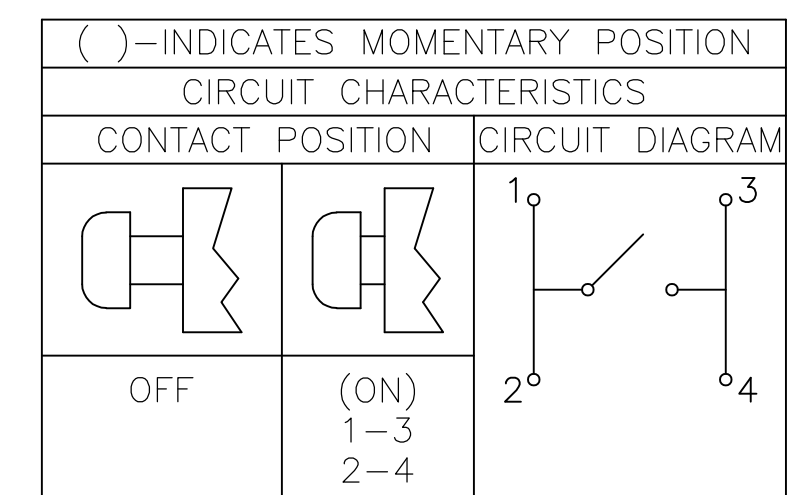 ( )-INDICATES MOMENTARY POSITION
CIRCUIT CHARACTERISTICS
CONTACT POSITION
CIRCUIT DIAGRAM
1
3
2
4
OFF
(ON)
1-3
2-4